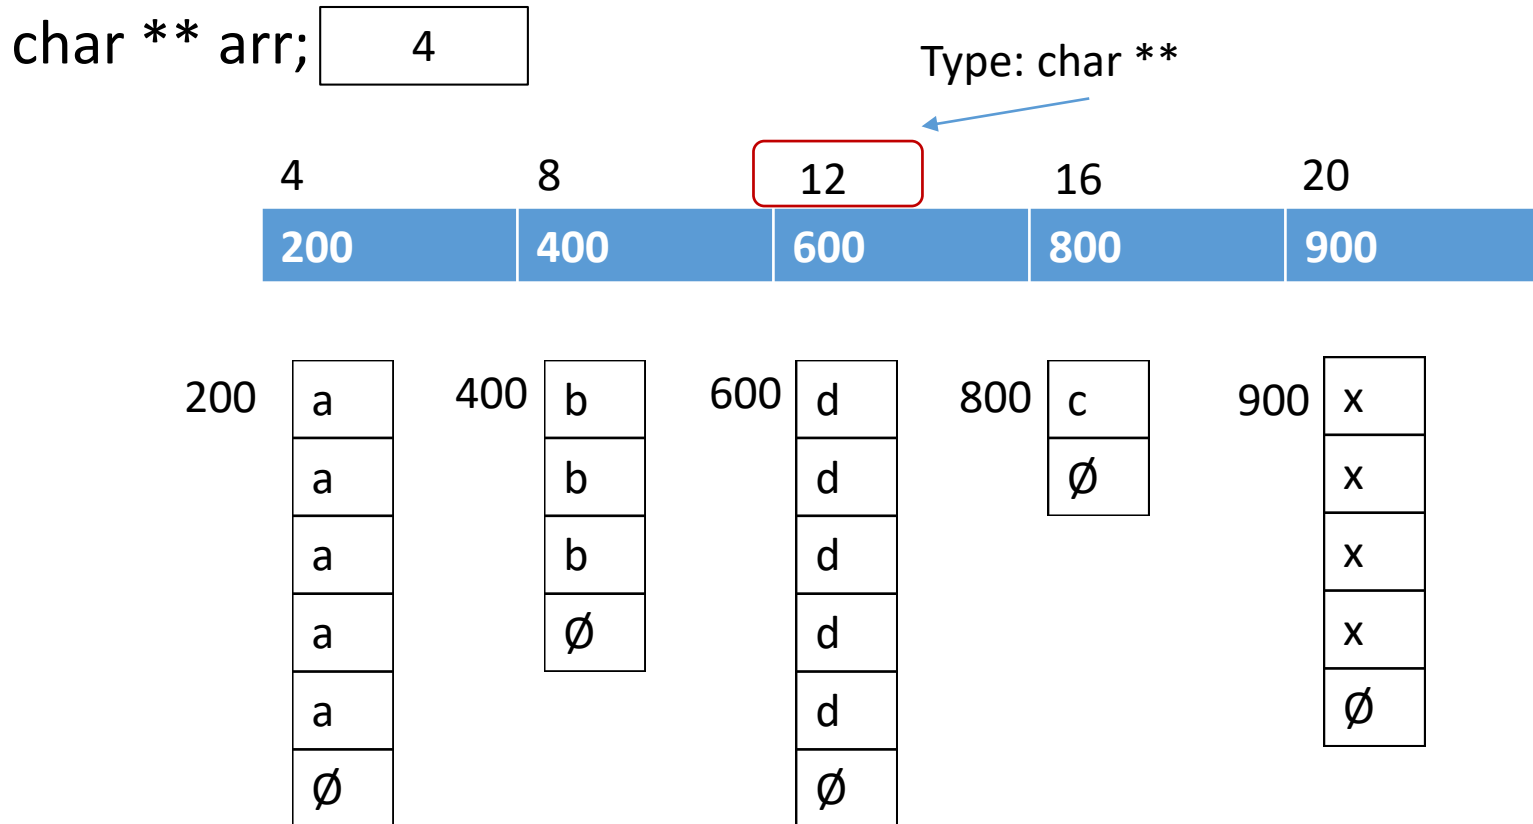 char ** arr; 4
Type: char **
4 8 12 16 20
200 400 600 800 900
200 a 400 b 600 d 800 c 900 x
a b d Ø x
a b d x
a Ø d x
a d Ø
Ø Ø